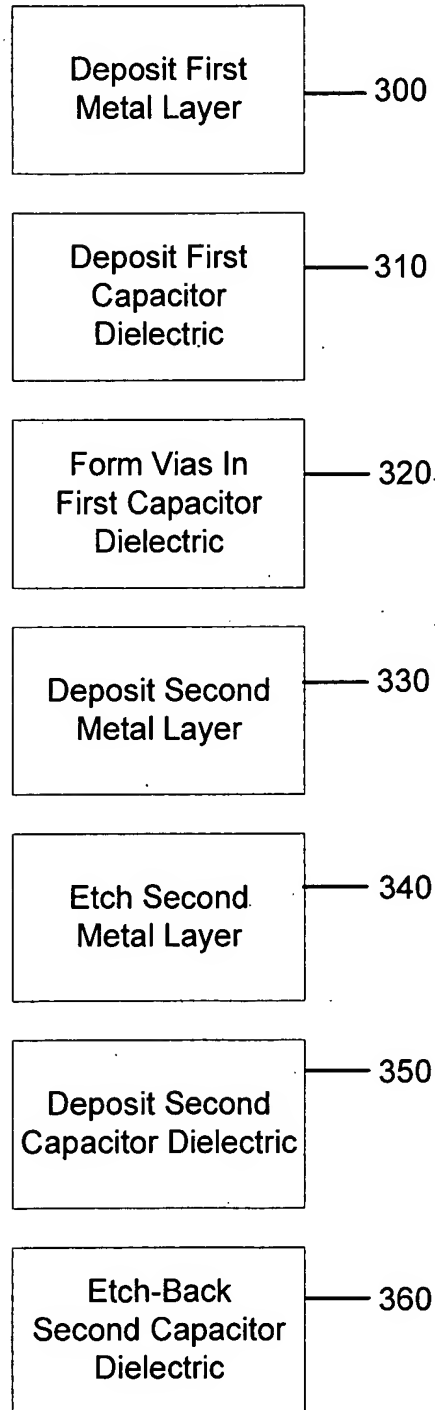 Deposit First
Metal Layer
300
Deposit First
Capacitor
Dielectric
310
Form Vias In
First Capacitor
Dielectric
320
Deposit Second
Metal Layer
330
Etch Second
Metal Layer
340
Deposit Second
Capacitor Dielectric
350
Etch-Back
Second Capacitor
Dielectric
360